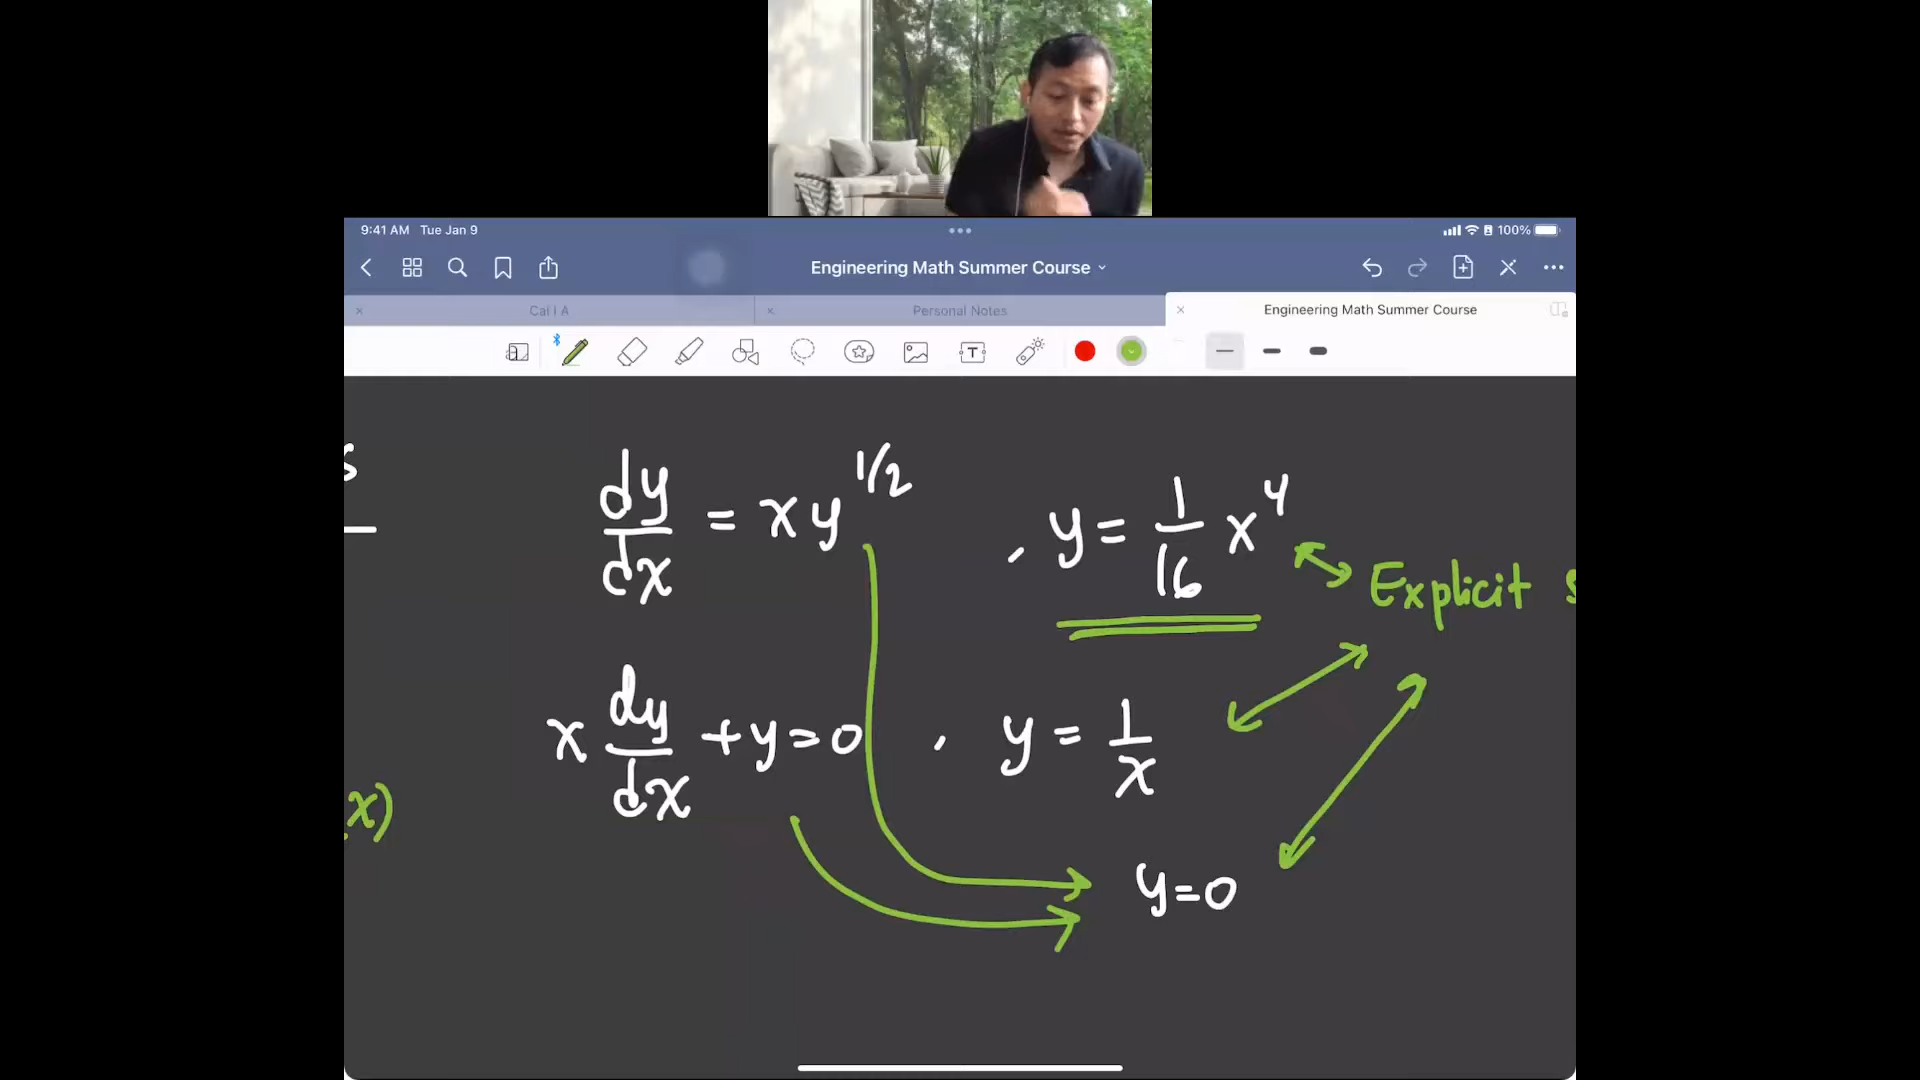 9:41 AM Tue Jan 9
100%
Engineering Math Summer Course
Cal I A
Personal Notes
Engineering Math Summer Course
s
dy/dx = xy^1/2 , y = 1/16 x^4
Explicit s
x dy/dx + y = 0 , y = 1/x
x)
y=0